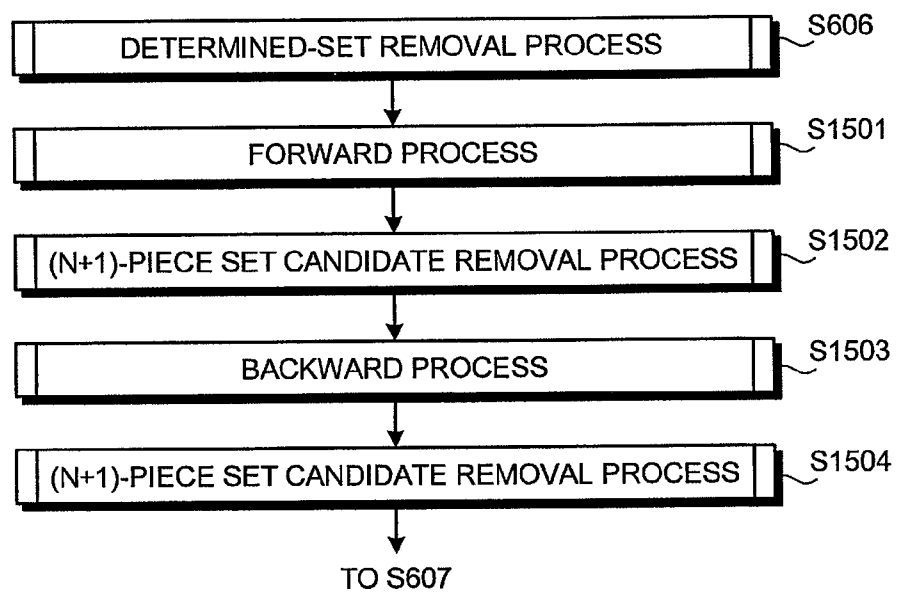 DETERMINED-SET REMOVAL PROCESS S606
FORWARD PROCESS S1501
(N+1)-PIECE SET CANDIDATE REMOVAL PROCESS S1502
BACKWARD PROCESS S1503
(N+1)-PIECE SET CANDIDATE REMOVAL PROCESS S1504
TO S607